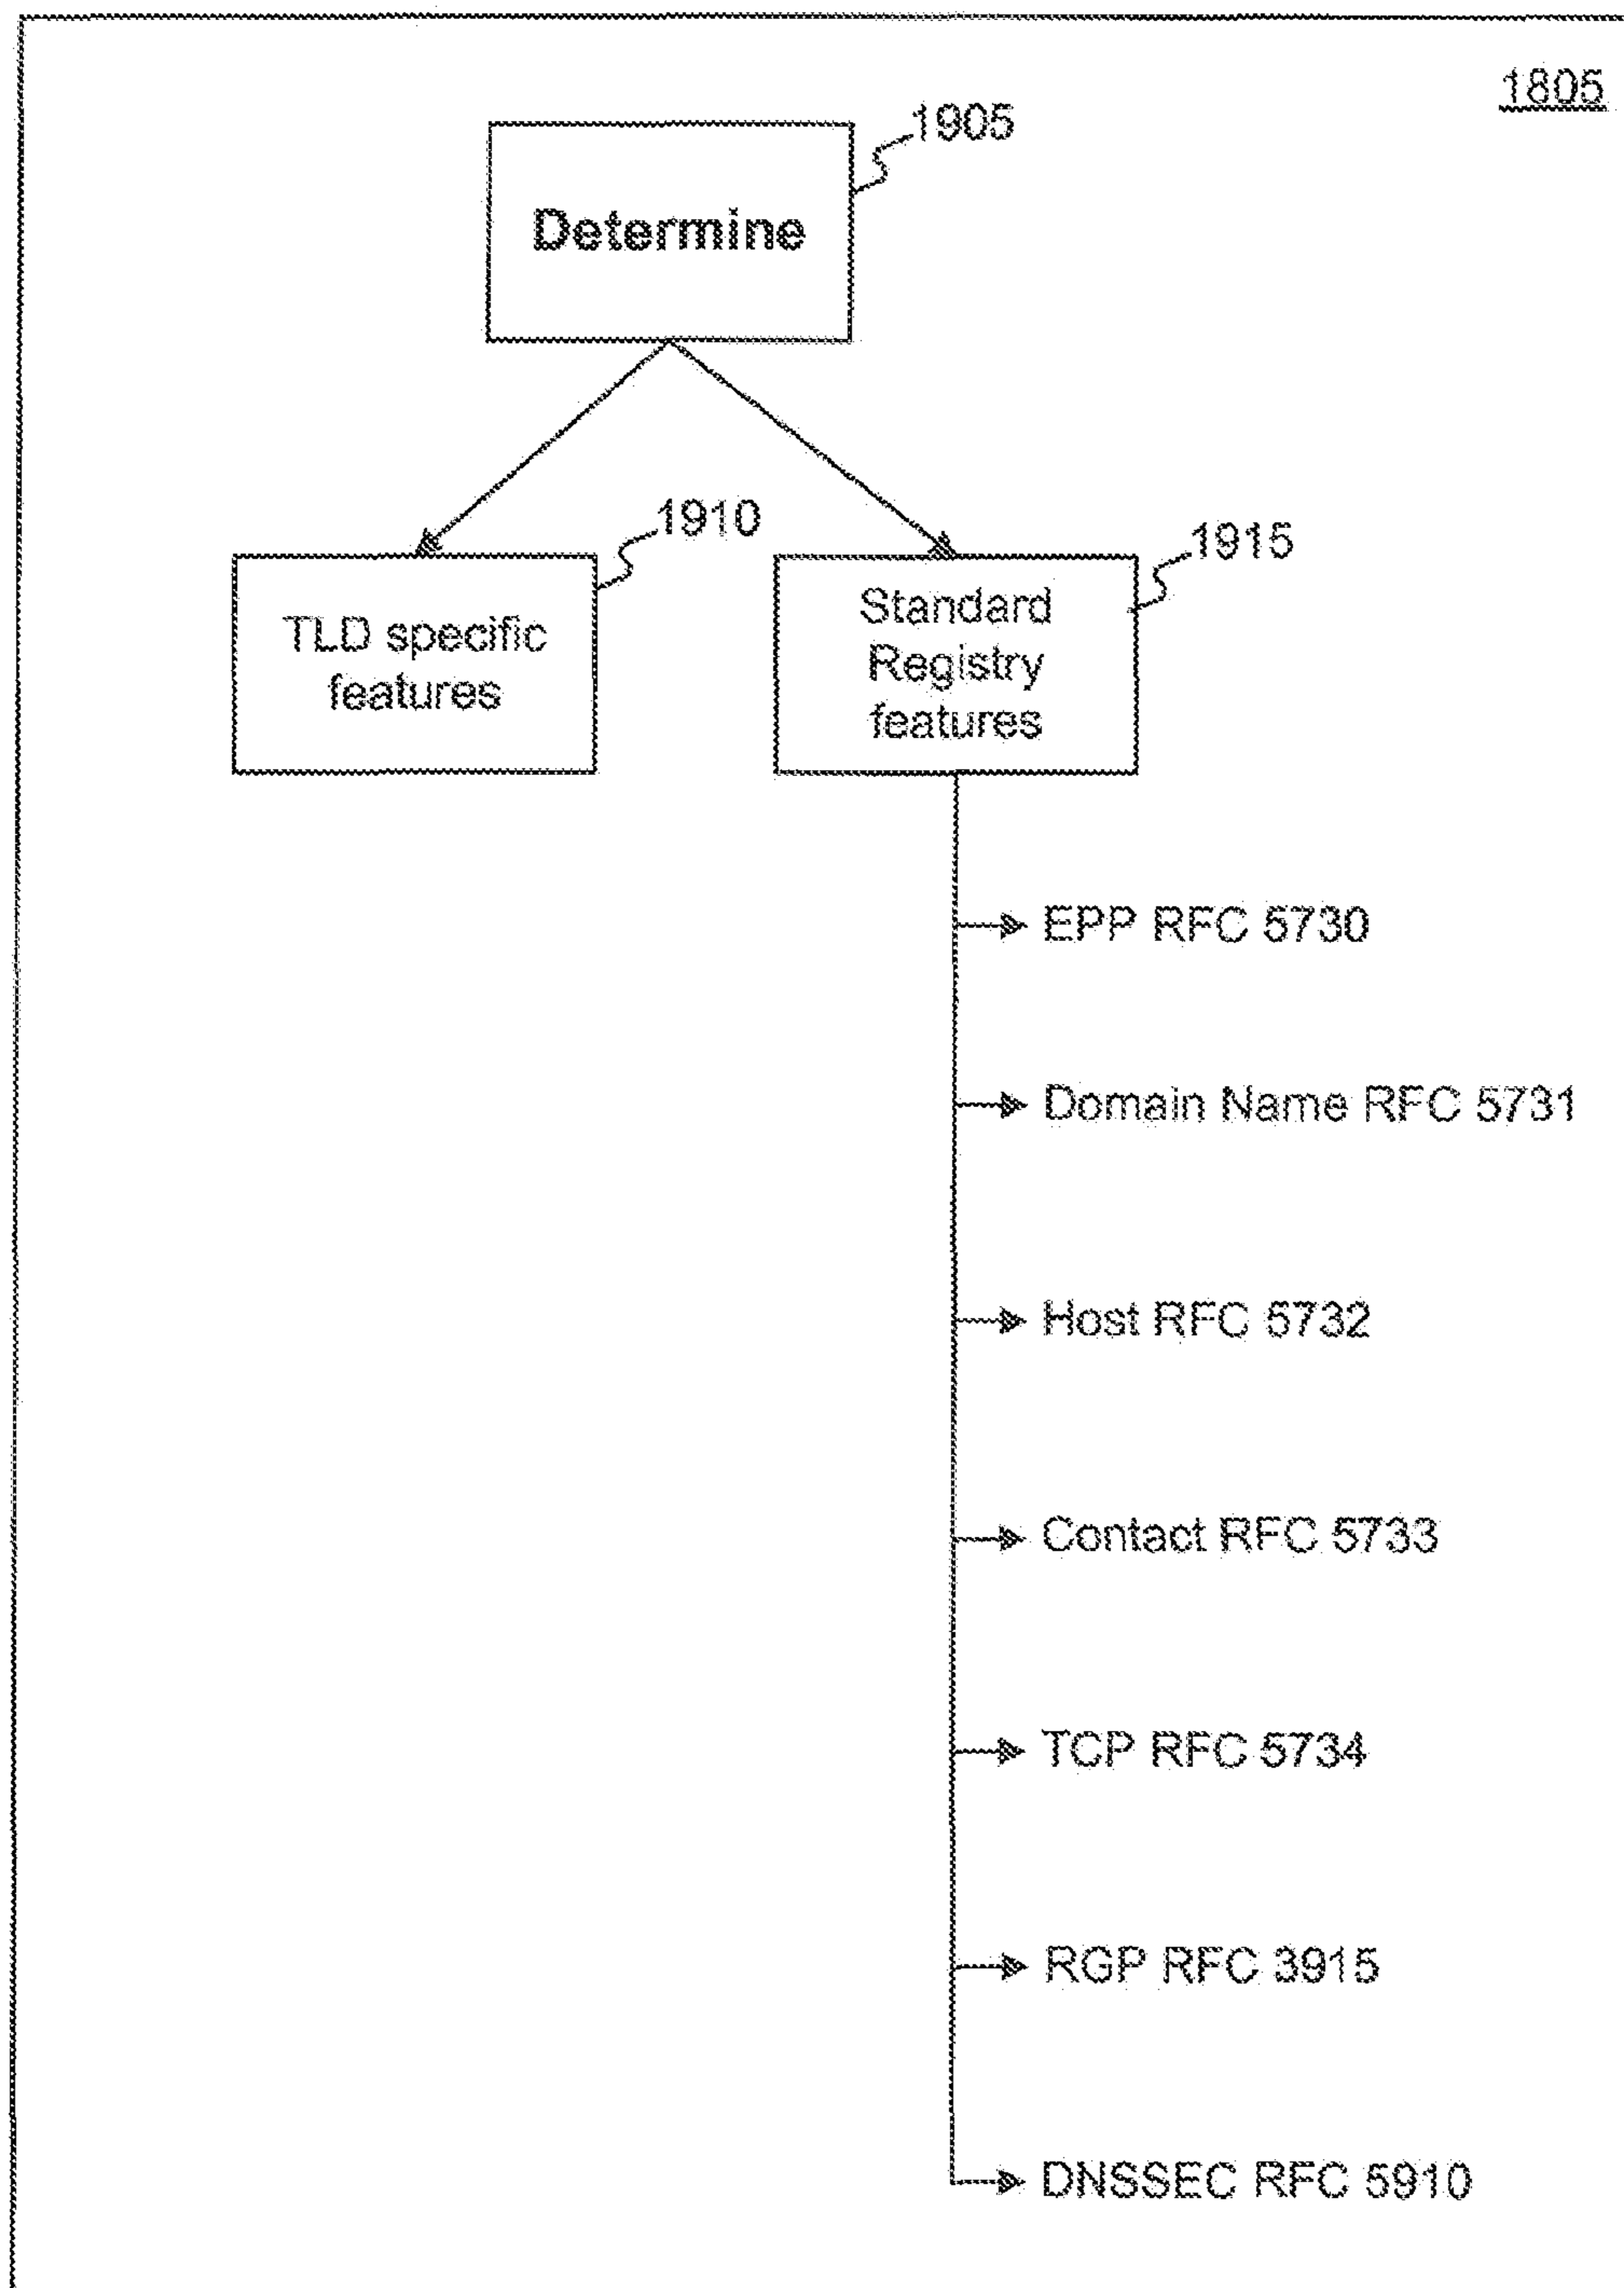 1805
1905
Determine
1910
1915
TLD specific
features
Standard
Registry
features
EPP RFC 5730
Domain Name RFC 5731
Host RFC 5732
Contact RFC 5733
TCP RFC 5734
RGP RFC 3915
DNSSEC RFC 5910